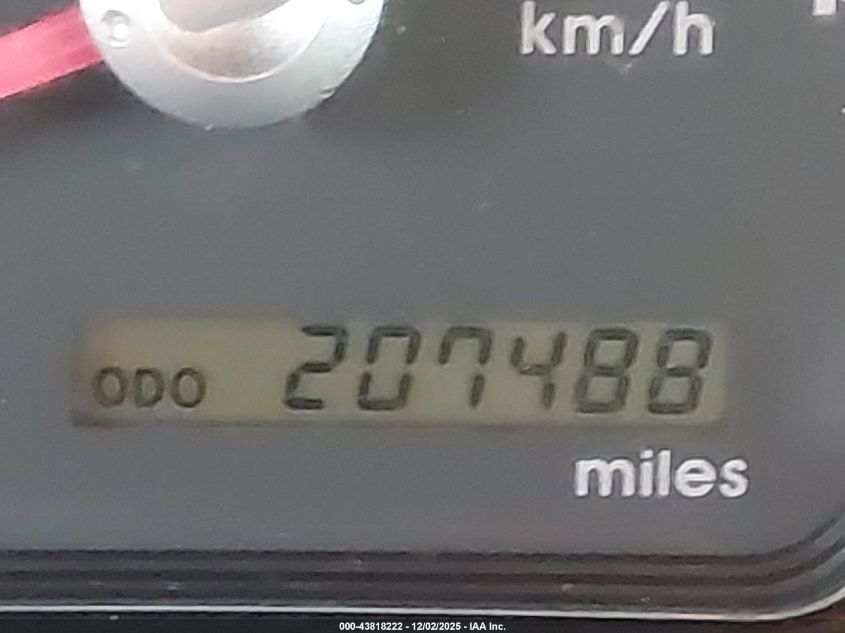 km/h
ODO 207488
miles
000-43818222 - 12/02/2025 - IAA Inc.